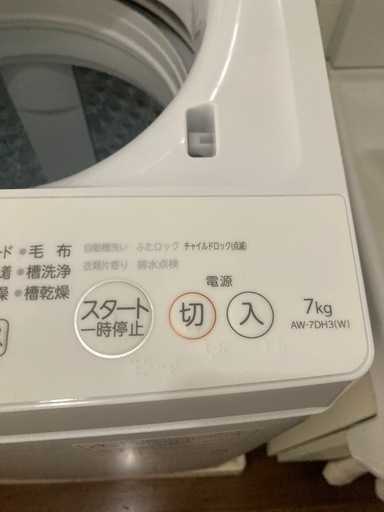 ード •毛 布
•槽洗浄
燥 •槽乾燥
自動槽洗い ふたロック チャイルドロック(点滅)
衣類片寄り 排水点検
電源
スタート
一時停止
切
入
7kg
AW-7DH3(W)